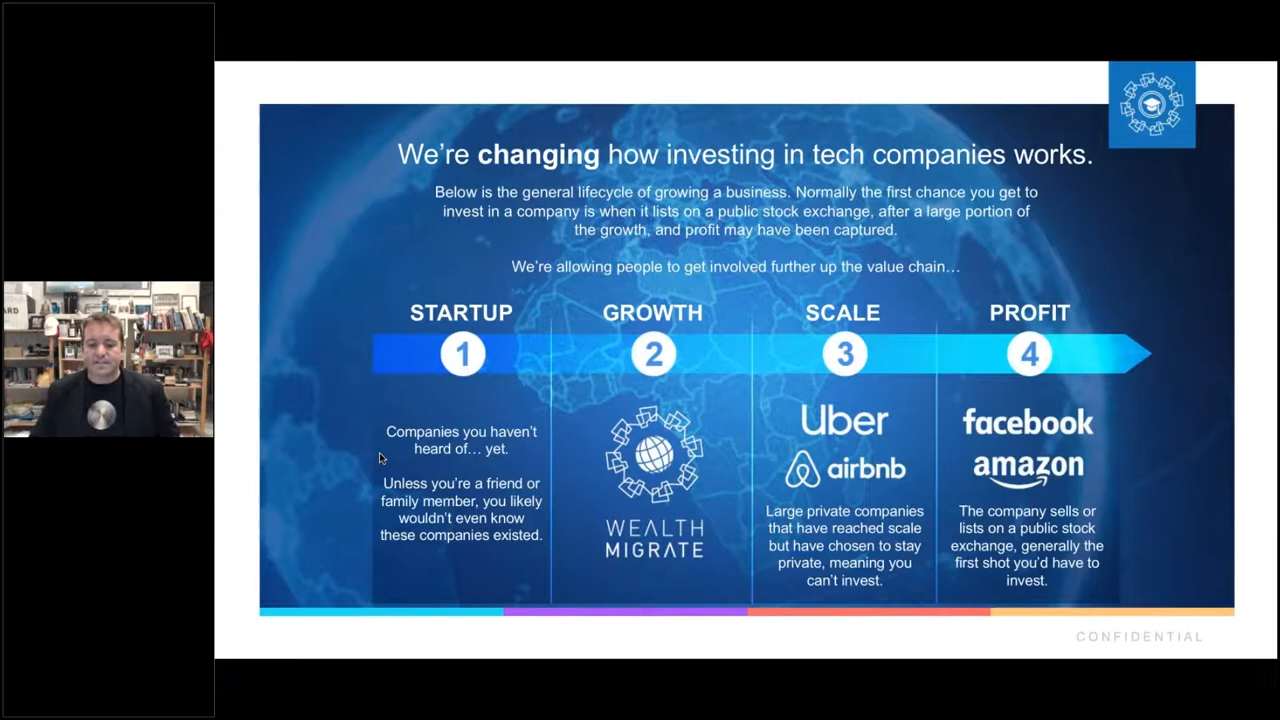 We're changing how investing in tech companies works.
Below is the general lifecycle of growing a business. Normally the first chance you get to
invest in a company is when it lists on a public stock exchange, after a large portion of
the growth, and profit may have been captured.
We're allowing people to get involved further up the value chain…
STARTUP
1
Companies you haven't
heard of… yet.
Unless you're a friend or
family member, you likely
wouldn't even know
these companies existed.
GROWTH
2
WEALTH
MIGRATE
SCALE
3
Uber
airbnb
Large private companies
that have reached scale
but have chosen to stay
private, meaning you
can't invest.
PROFIT
4
facebook
amazon
The company sells or
lists on a public stock
exchange, generally the
first shot you'd have to
invest.
CONFIDENTIAL